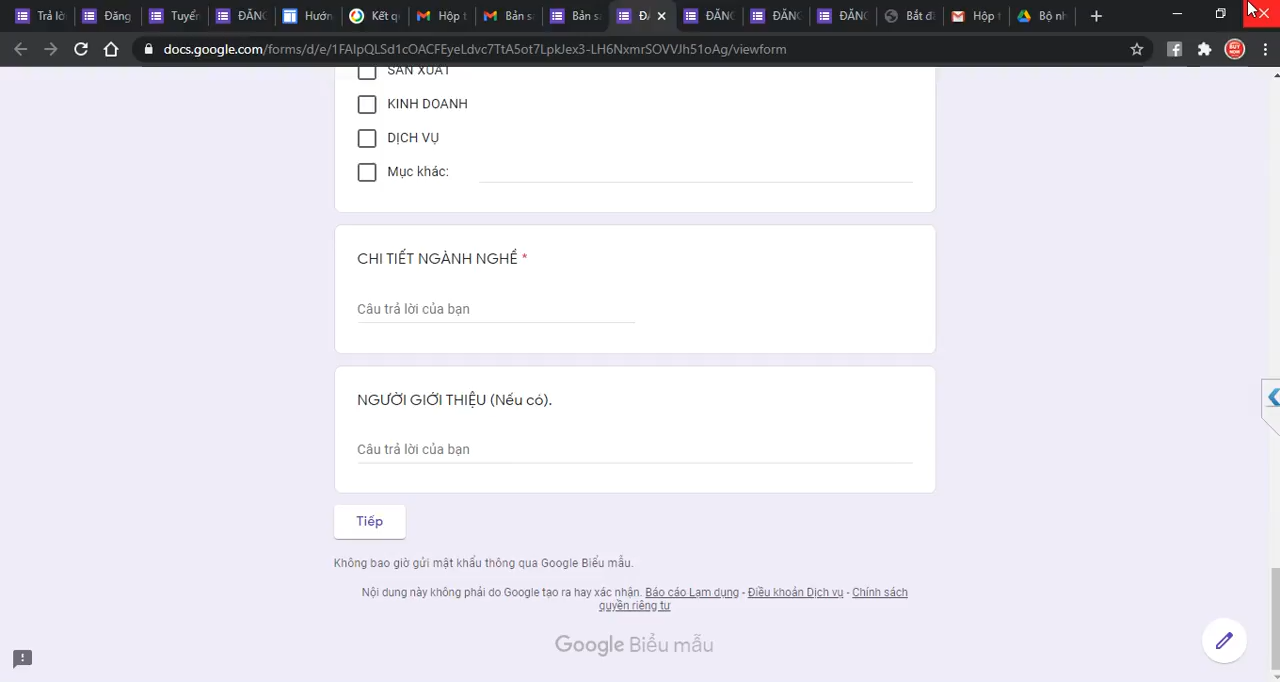 Trả lờ
Đăng
Tuyển
ĐĂNG
Hướn
Kết q
Hộp t
Bản s
Bản s
ĐĂ
ĐĂNG
ĐĂNG
ĐĂNG
Bắt đ
Hộp t
Bộ nh
docs.google.com/forms/d/e/1FAIpQLSd1cOACFEyeLdvc7TtA5ot7LpkJex3-LH6NxmrSOVVJh51oAg/viewform
SẢN XUẤT
KINH DOANH
DỊCH VỤ
Mục khác:
CHI TIẾT NGÀNH NGHỀ *
Câu trả lời của bạn
NGƯỜI GIỚI THIỆU (Nếu có).
Câu trả lời của bạn
Tiếp
Không bao giờ gửi mật khẩu thông qua Google Biểu mẫu.
Nội dung này không phải do Google tạo ra hay xác nhận. Báo cáo Lạm dụng - Điều khoản Dịch vụ - Chính sách
quyền riêng tư
Google Biểu mẫu